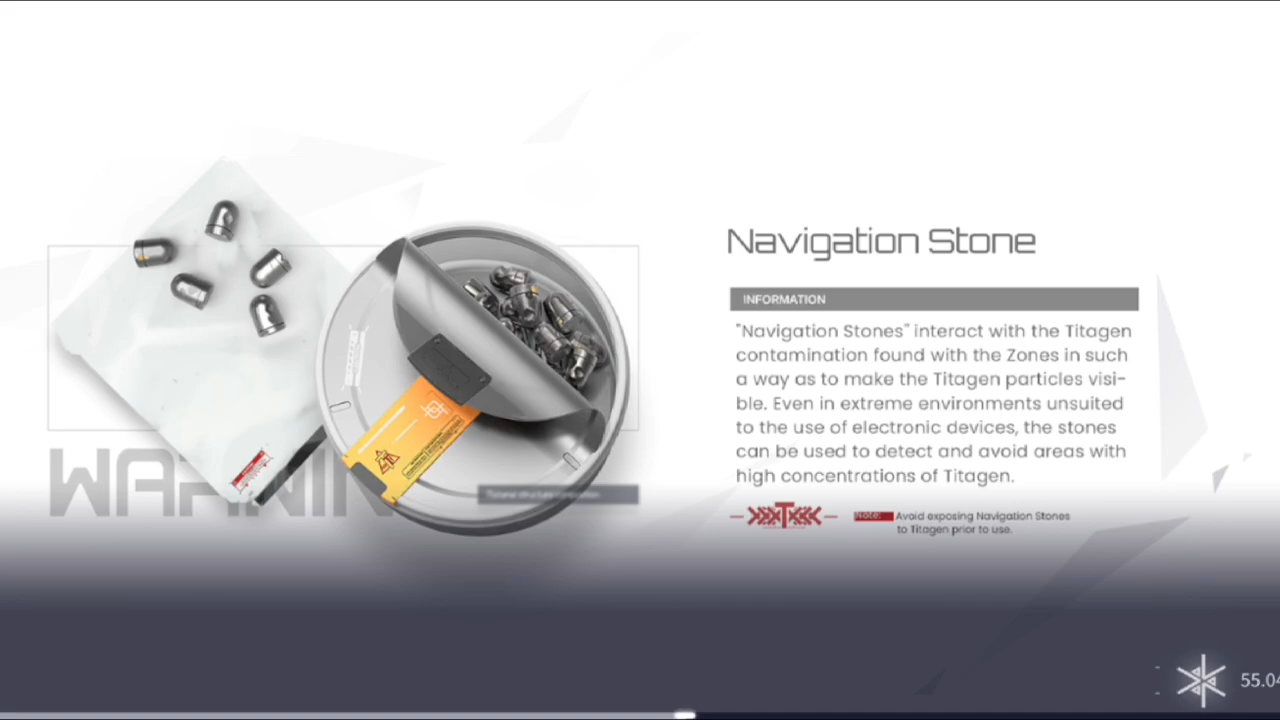 Navigation Stone
INFORMATION
"Navigation Stones" interact with the Titagen
contamination found with the Zones in such
a way as to make the Titagen particles visi-
ble. Even in extreme environments unsuited
to the use of electronic devices, the stones
can be used to detect and avoid areas with
high concentrations of Titagen.
Note: Avoid exposing Navigation Stones
to Titagen prior to use.
WARNIN
55.04